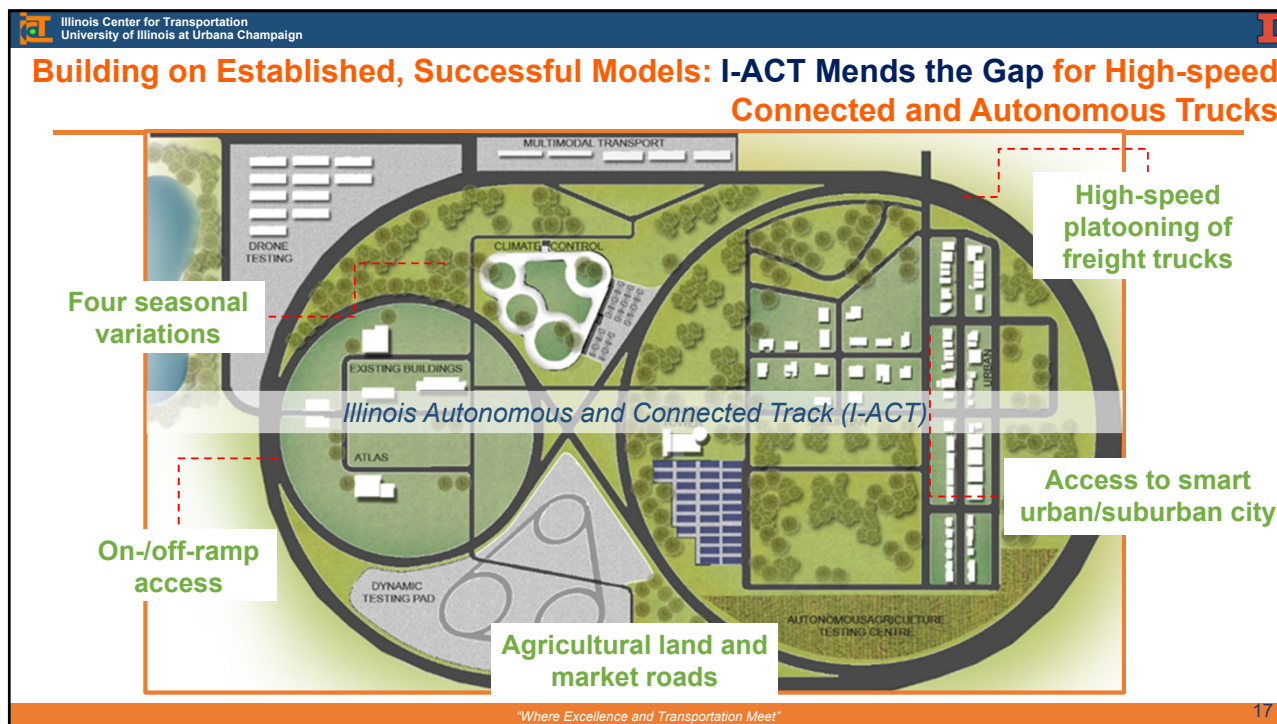 Illinois Center for Transportation
University of Illinois at Urbana Champaign
Building on Established, Successful Models: I-ACT Mends the Gap for High-speed
Connected and Autonomous Trucks
MULTIMODAL TRANSPORT
DRONE
TESTING
CLIMATE CONTROL
High-speed
platooning of
freight trucks
Four seasonal
variations
EXISTING BUILDINGS
URBAN
Illinois Autonomous and Connected Track (I-ACT)
ATLAS
Access to smart
urban/suburban city
On-/off-ramp
access
DYNAMIC
TESTING PAD
AUTONOMOUSAGRICULTURE
TESTING CENTRE
Agricultural land and
market roads
"Where Excellence and Transportation Meet"
17